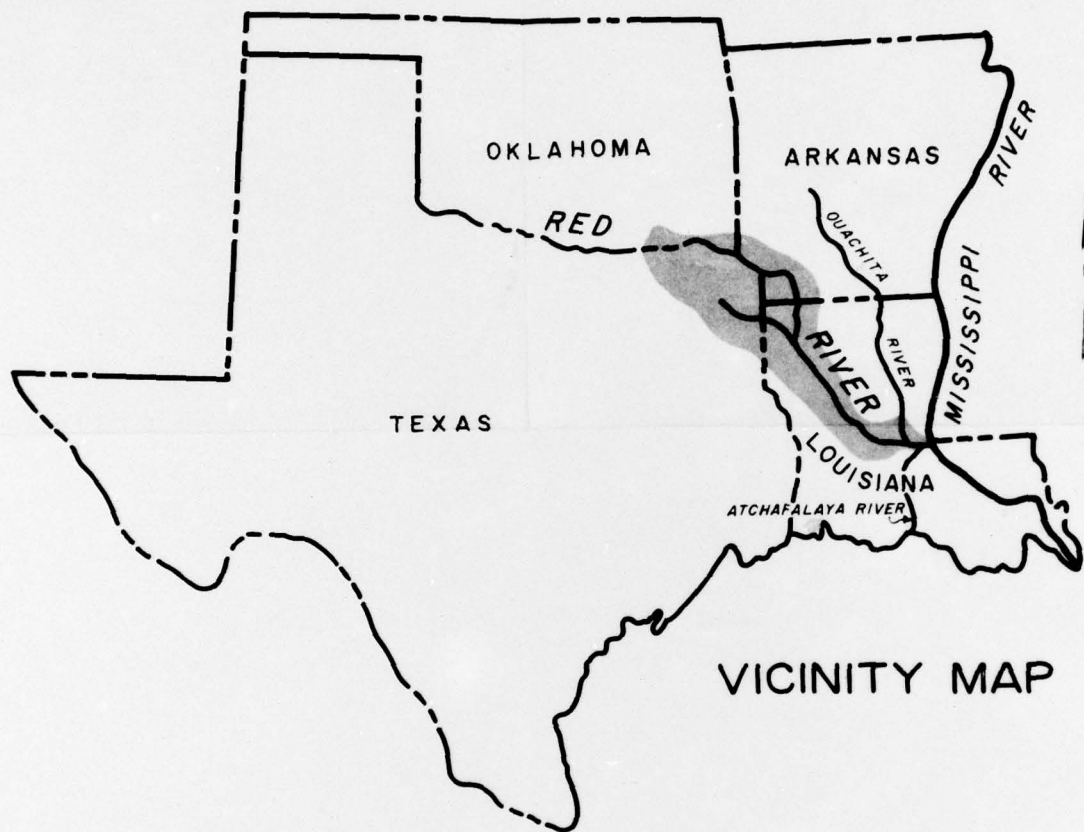 OKLAHOMA
ARKANSAS
RIVER
RED
OUACHITA
RIVER
MISSISSIPPI
RIVER
TEXAS
LOUISIANA
ATCHAFALAYA RIVER
VICINITY MAP